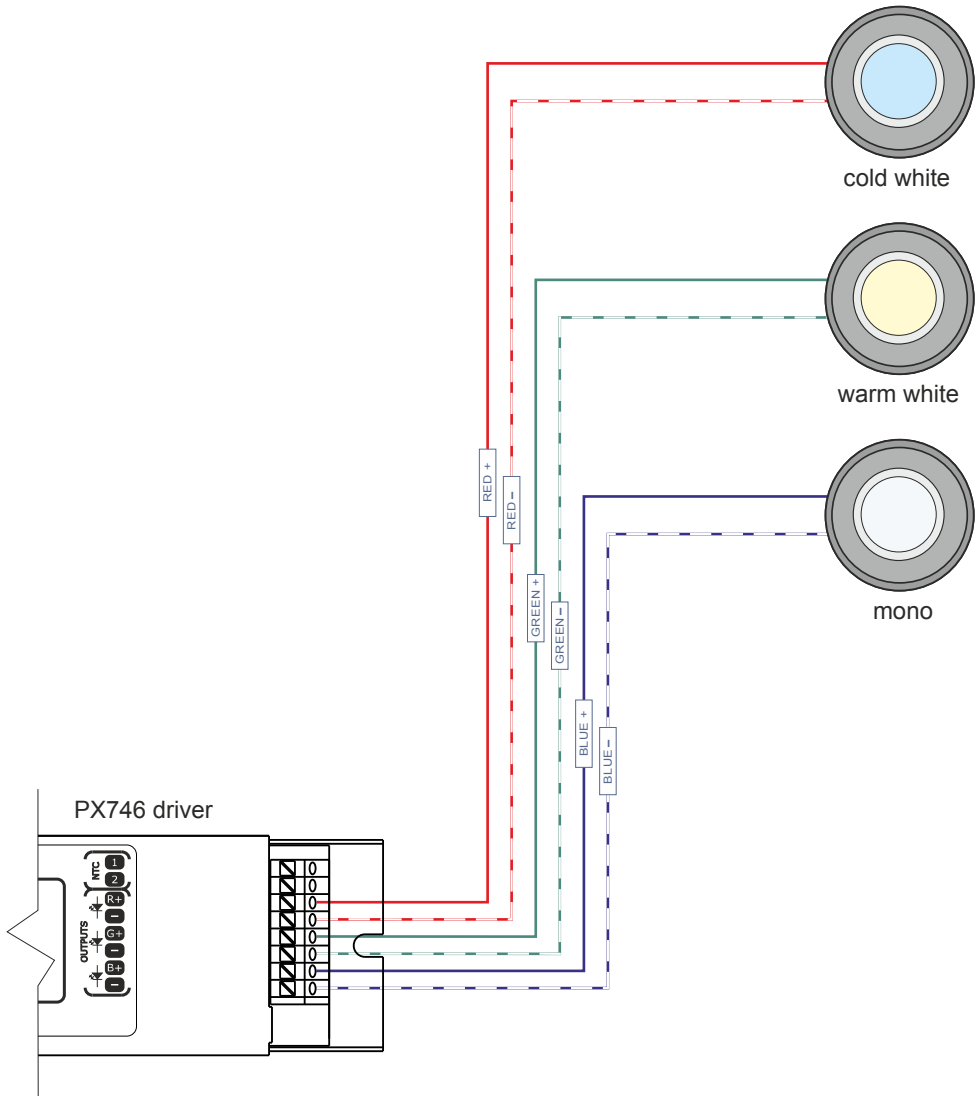 cold white
warm white
RED +
RED –
GREEN +
GREEN –
mono
BLUE +
BLUE –
PX746 driver
NTC
1
2
OUTPUTS
R+
–
G+
–
B+
–